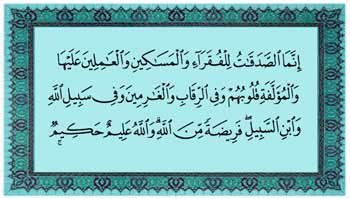 إِنَّمَا الصَّدَقَٰتُ لِلْفُقَرَآءِ وَالْمَسَٰكِينِ وَالْعَٰمِلِينَ عَلَيْهَا
وَالْمُؤَلَّفَةِ قُلُوبُهُمْ وَفِى الرِّقَابِ وَالْغَٰرِمِينَ وَفِى سَبِيلِ اللَّهِ
وَابْنِ السَّبِيلِ ۖ فَرِيضَةً مِّنَ اللَّهِ ۗ وَاللَّهُ عَلِيمٌ حَكِيمٌ